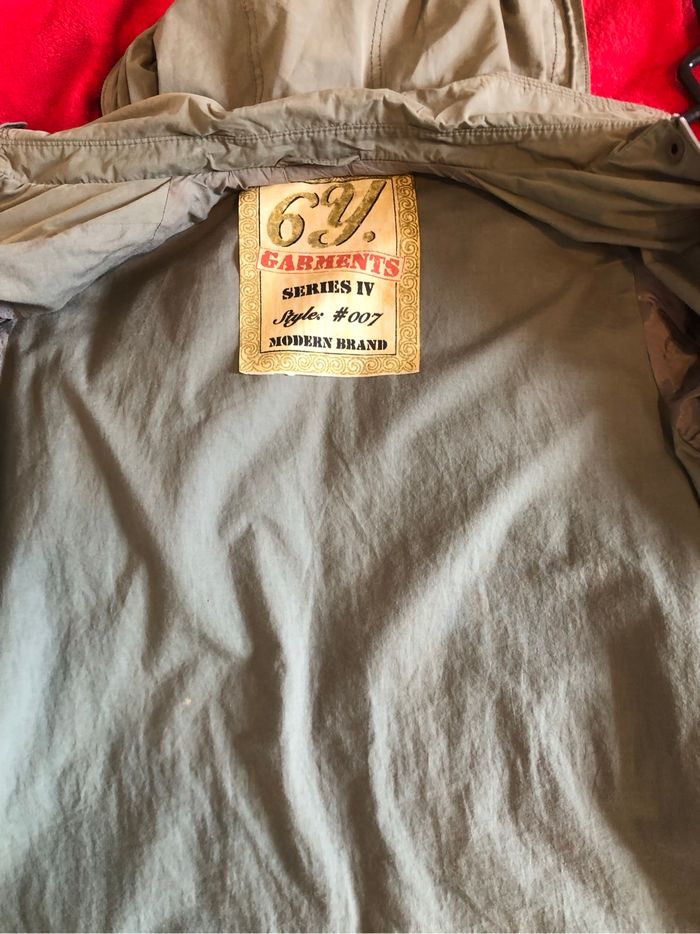 6Y.
GARMENTS
SERIES IV
Style: #007
MODERN BRAND